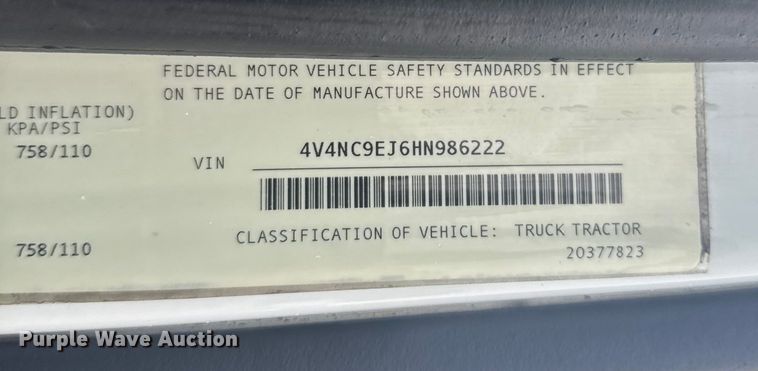 FEDERAL MOTOR VEHICLE SAFETY STANDARDS IN EFFECT
ON THE DATE OF MANUFACTURE SHOWN ABOVE.
LD INFLATION)
KPA/PSI
758/110
VIN 4V4NC9EJ6HN986222
CLASSIFICATION OF VEHICLE: TRUCK TRACTOR
758/110
20377823
Purple Wave Auction